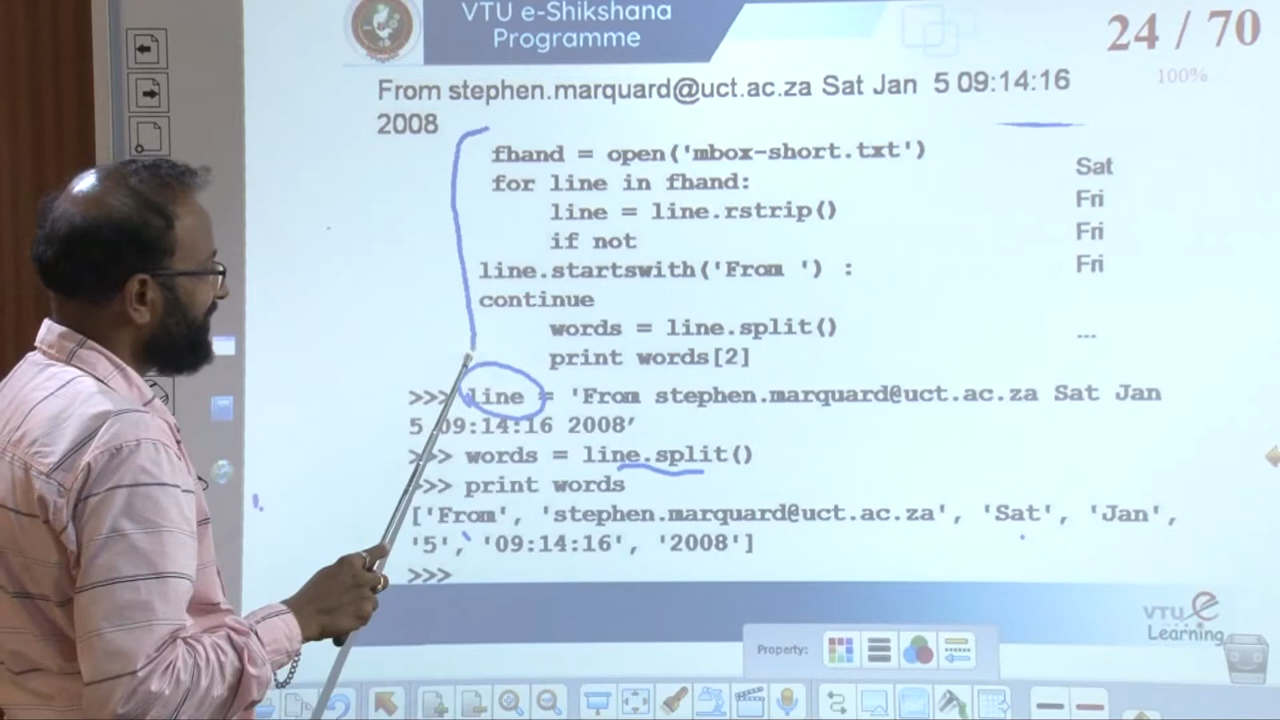 VTU e-Shikshana
Programme
24 / 70
100%
From stephen.marquard@uct.ac.za Sat Jan 5 09:14:16
2008
fhand = open('mbox-short.txt')
for line in fhand:
line = line.rstrip()
if not
line.startswith('From ') :
continue
words = line.split()
print words[2]
Sat
Fri
Fri
Fri
...
>>> line = 'From stephen.marquard@uct.ac.za Sat Jan
5 09:14:16 2008’
>>> words = line.split()
>>> print words
['From', 'stephen.marquard@uct.ac.za', 'Sat', 'Jan',
'5', '09:14:16', '2008']
>>>
VTU e
Learning
Property: